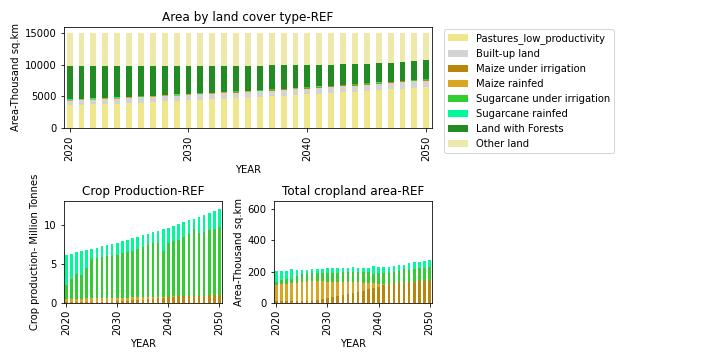 Area by land cover type-REF
Area-Thousand sq.km
15000
10000
5000
0
2020
2030
2040
2050
YEAR
Pastures_low_productivity
Built-up land
Maize under irrigation
Maize rainfed
Sugarcane under irrigation
Sugarcane rainfed
Land with Forests
Other land
Crop Production-REF
Crop production- Million Tonnes
10
5
0
2020
2030
2040
2050
YEAR
Total cropland area-REF
Area-Thousand sq.km
600
400
200
0
2020
2030
2040
2050
YEAR